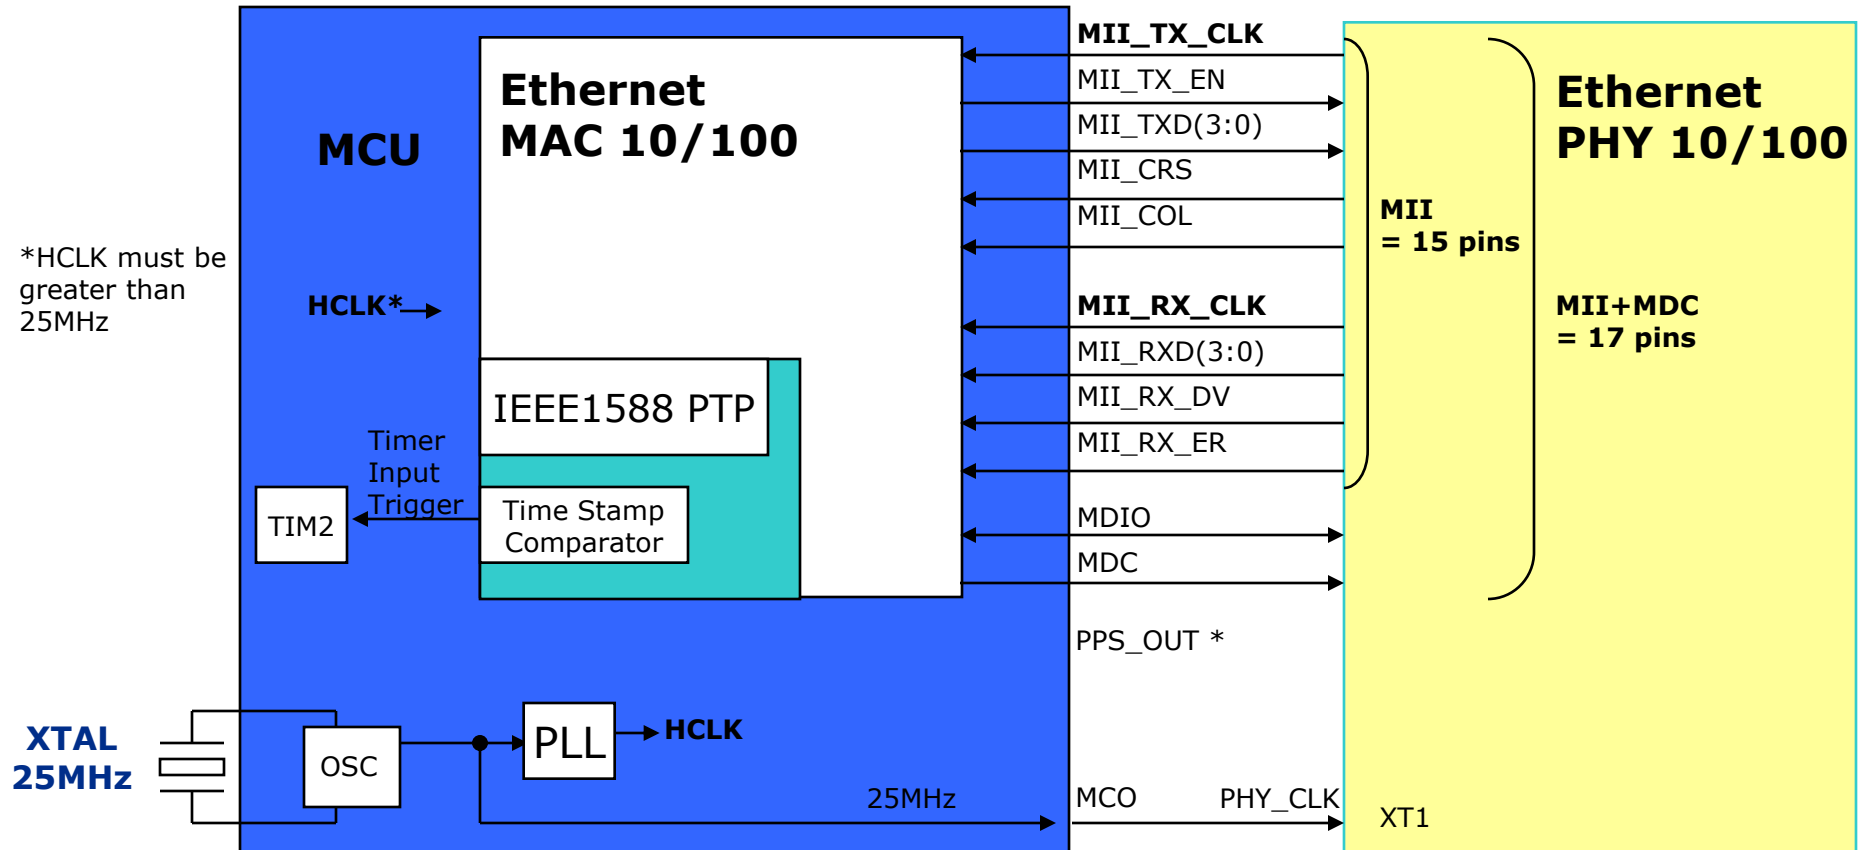 MCU
Ethernet
MAC 10/100
*HCLK must be
greater than
25MHz
HCLK*
IEEE1588 PTP
Timer
Input
Trigger
TIM2
Time Stamp
Comparator
XTAL
25MHz
OSC
PLL
HCLK
25MHz
MII_TX_CLK
MII_TX_EN
MII_TXD(3:0)
MII_CRS
MII_COL
MII_RX_CLK
MII_RXD(3:0)
MII_RX_DV
MII_RX_ER
MDIO
MDC
PPS_OUT *
MCO
PHY_CLK
Ethernet
PHY 10/100
MII
= 15 pins
MII+MDC
= 17 pins
XT1